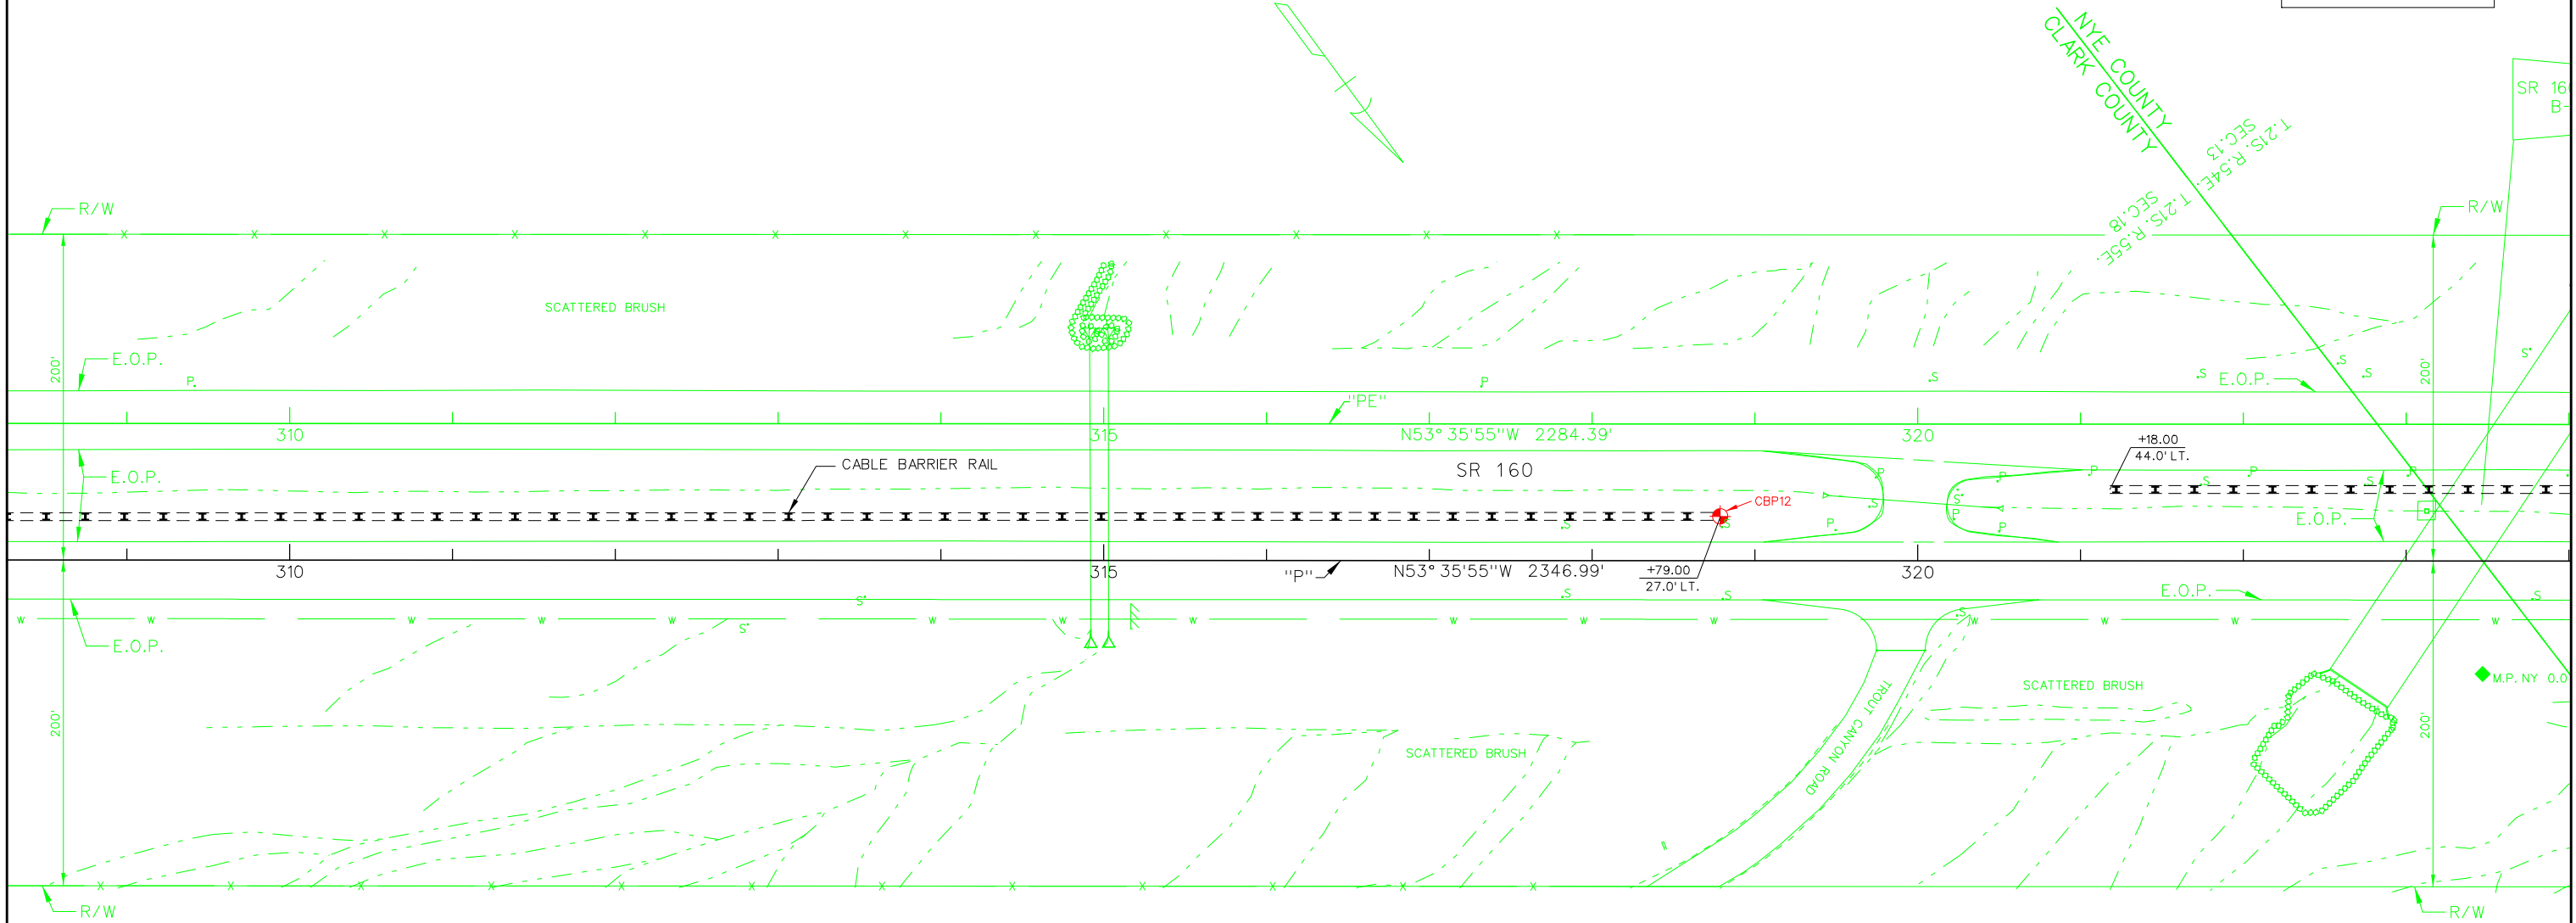 NYE COUNTY
CLARK COUNTY
SR 16
B-
T.21S. R.54E.
SEC.13
T.21S. R.55E.
SEC.18
R/W
R/W
X X X X X X X X X X X X
SCATTERED BRUSH
200'
200'
E.O.P.
P
P
S
S
S
S
S
E.O.P.
"PE"
310
315
N53°35'55"W 2284.39'
320
+18.00
44.0' LT.
E.O.P.
CABLE BARRIER RAIL
SR 160
P
P
P
P
P
S
S
S
S
CBP12
S
S
P
P
P
E.O.P.
310
"P"
315
N53°35'55"W 2346.99'
+79.00
27.0' LT.
320
S
S
S
S
E.O.P.
W W W W W W W W W W W W W W W W W
S
S
E.O.P.
200'
200'
TROUT CANYON ROAD
SCATTERED BRUSH
M.P. NY 0.0
SCATTERED BRUSH
X X X X X X X X X X X X
R/W
R/W